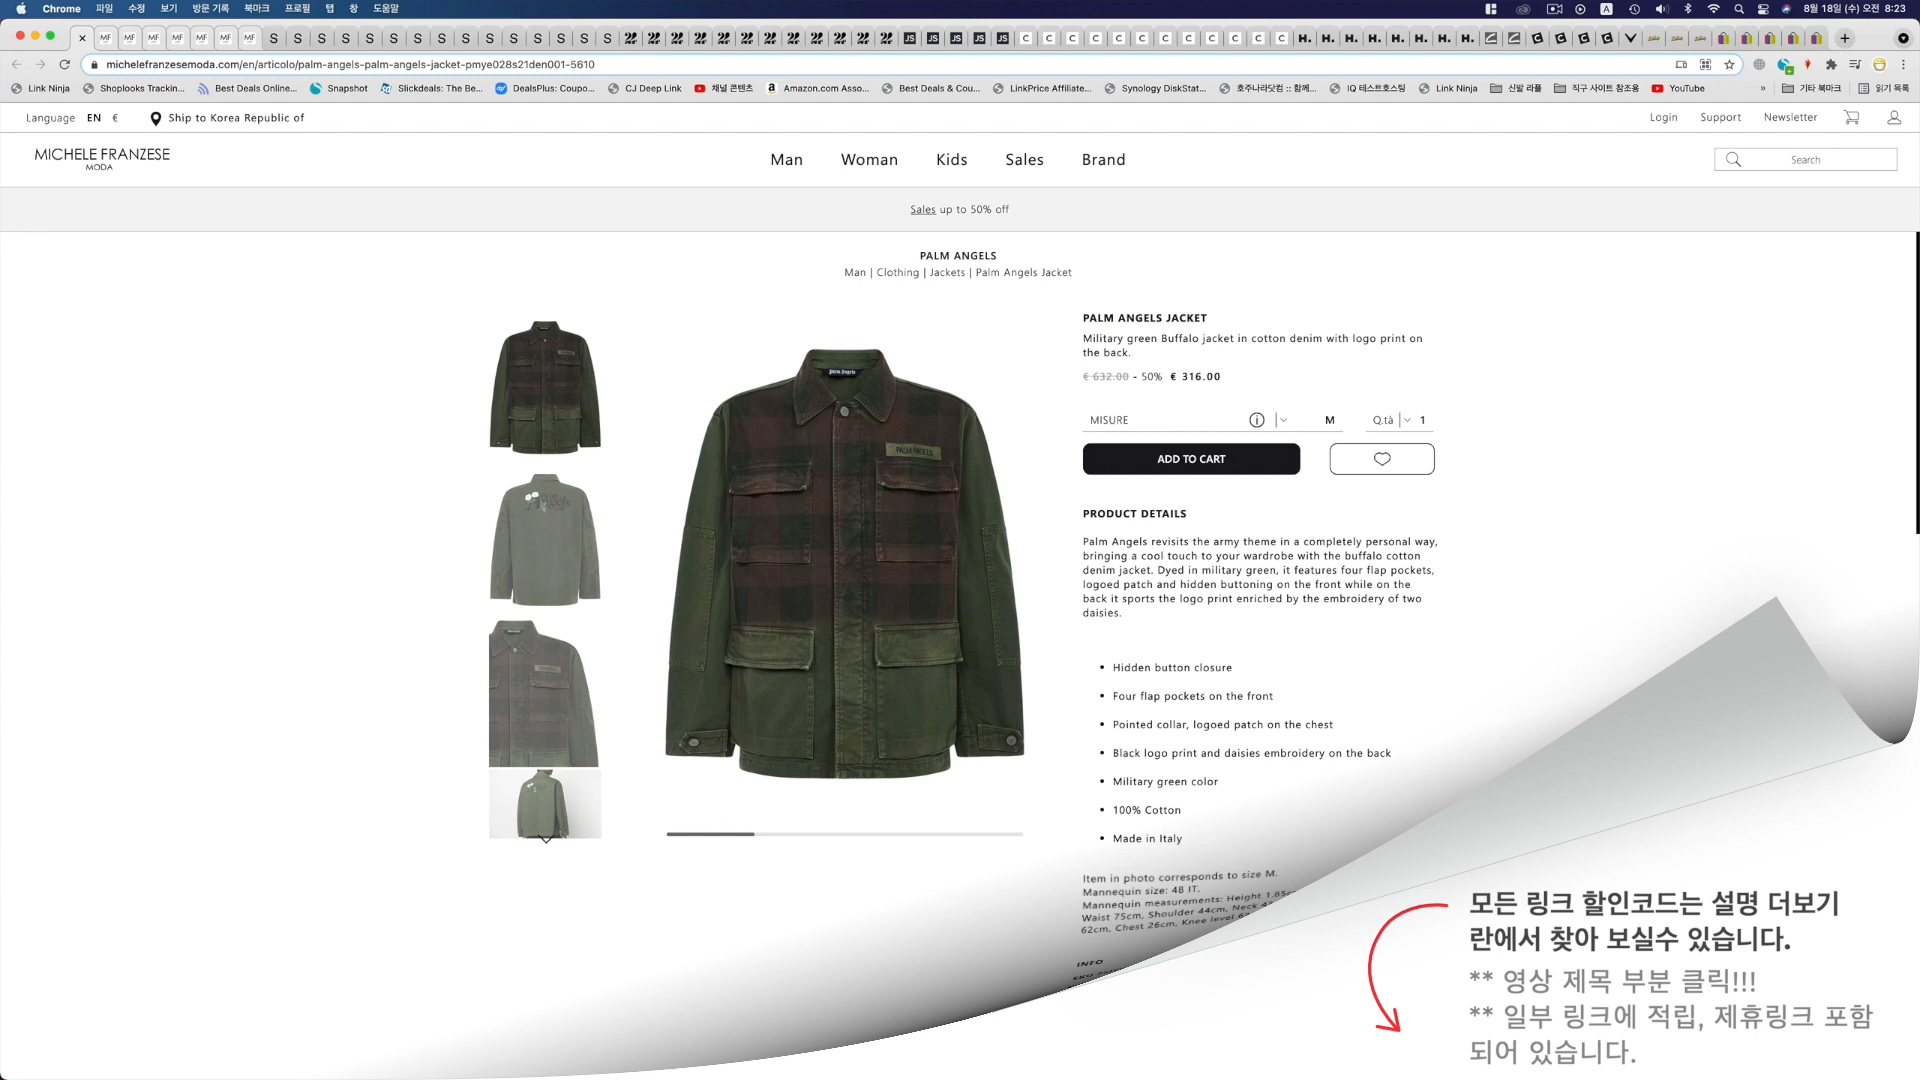 Chrome 파일 수정 보기 방문 기록 북마크 프로필 탭 창 도움말
8월 18일 (수) 오전 8:23
michelefranzesemoda.com/en/articolo/palm-angels-palm-angels-jacket-pmye028s21den001-5610
Link Ninja Shoplooks Trackin... Best Deals Online... Snapshot Slickdeals: The Be... DealsPlus: Coupo... CJ Deep Link 채널 콘텐츠 Amazon.com Asso... Best Deals & Cou... LinkPrice Affiliate... Synology DiskStat... 호주나라닷컴 :: 함께... IQ 테스트호스팅 Link Ninja 신발 라플 직구 사이트 참조용 YouTube » 기타 북마크 읽기 목록
Language EN € Ship to Korea Republic of
Login Support Newsletter
MICHELE FRANZESE
MODA
Man Woman Kids Sales Brand
Search
Sales up to 50% off
PALM ANGELS
Man | Clothing | Jackets | Palm Angels Jacket
PALM ANGELS JACKET
Military green Buffalo jacket in cotton denim with logo print on
the back.
€ 632.00 - 50% € 316.00
MISURE M Q.tà 1
ADD TO CART
PRODUCT DETAILS
Palm Angels revisits the army theme in a completely personal way,
bringing a cool touch to your wardrobe with the buffalo cotton
denim jacket. Dyed in military green, it features four flap pockets,
logoed patch and hidden buttoning on the front while on the
back it sports the logo print enriched by the embroidery of two
daisies.
• Hidden button closure
• Four flap pockets on the front
• Pointed collar, logoed patch on the chest
• Black logo print and daisies embroidery on the back
• Military green color
• 100% Cotton
• Made in Italy
Item in photo corresponds to size M.
Mannequin size: 48 IT.
Mannequin measurements: Height 1.85
Waist 75cm, Shoulder 44cm, Neck
62cm, Chest 26cm, Knee level
INFO
PALM ANGELS
모든 링크 할인코드는 설명 더보기
란에서 찾아 보실수 있습니다.
** 영상 제목 부분 클릭!!!
** 일부 링크에 적립, 제휴링크 포함
되어 있습니다.